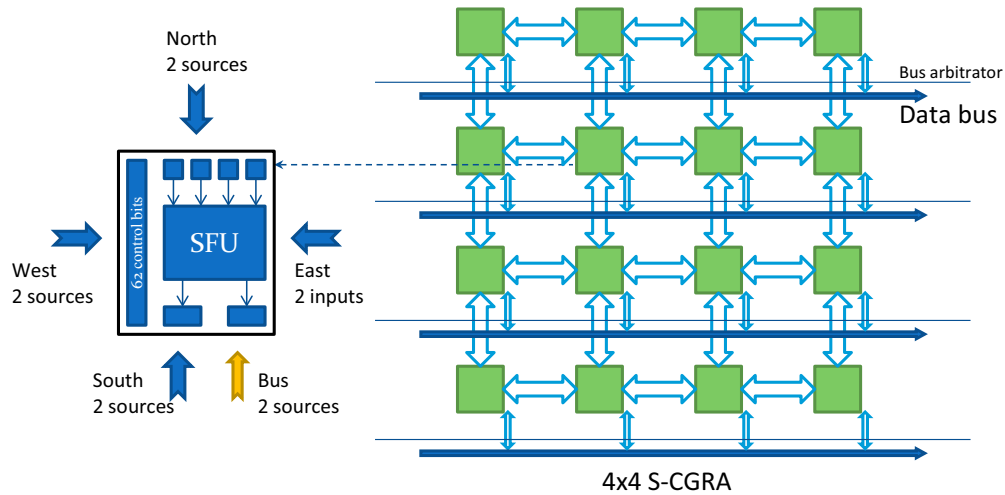 North
2 sources
62 control bits
SFU
West
2 sources
East
2 inputs
South
2 sources
Bus
2 sources
Bus arbitrator
Data bus
4x4 S-CGRA